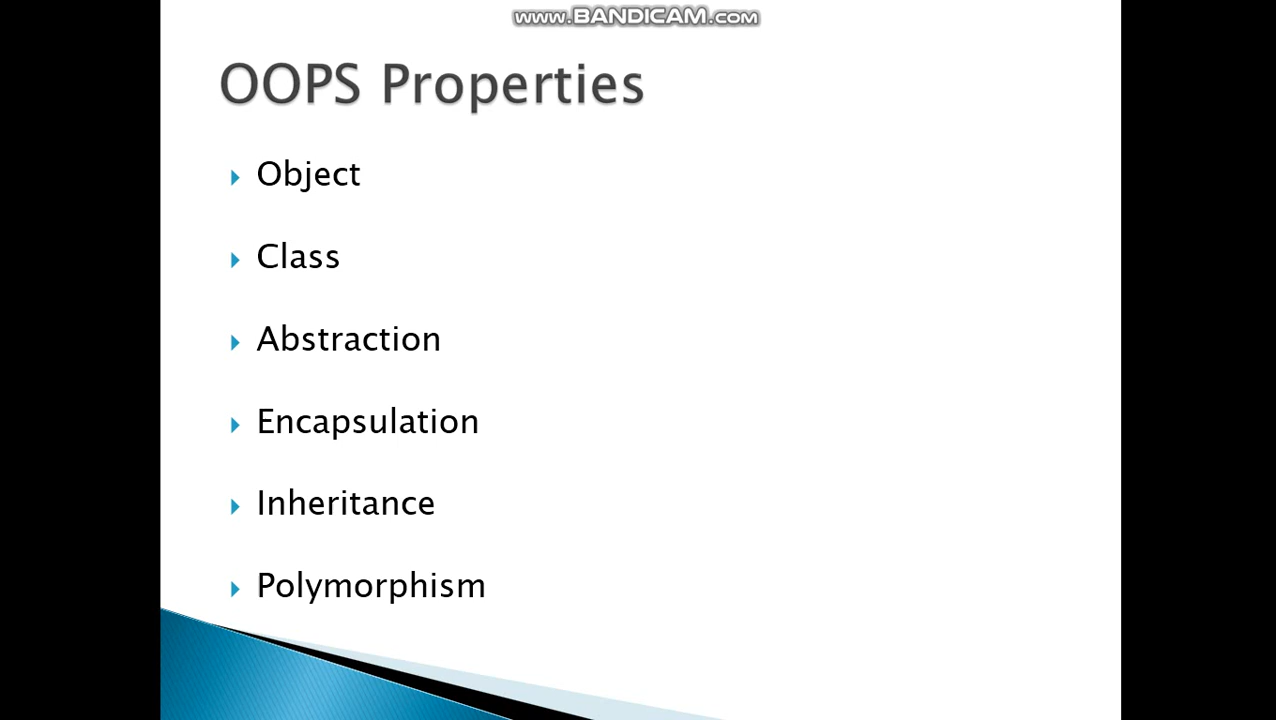 www.BANDICAM.com
OOPS Properties
Object
Class
Abstraction
Encapsulation
Inheritance
Polymorphism